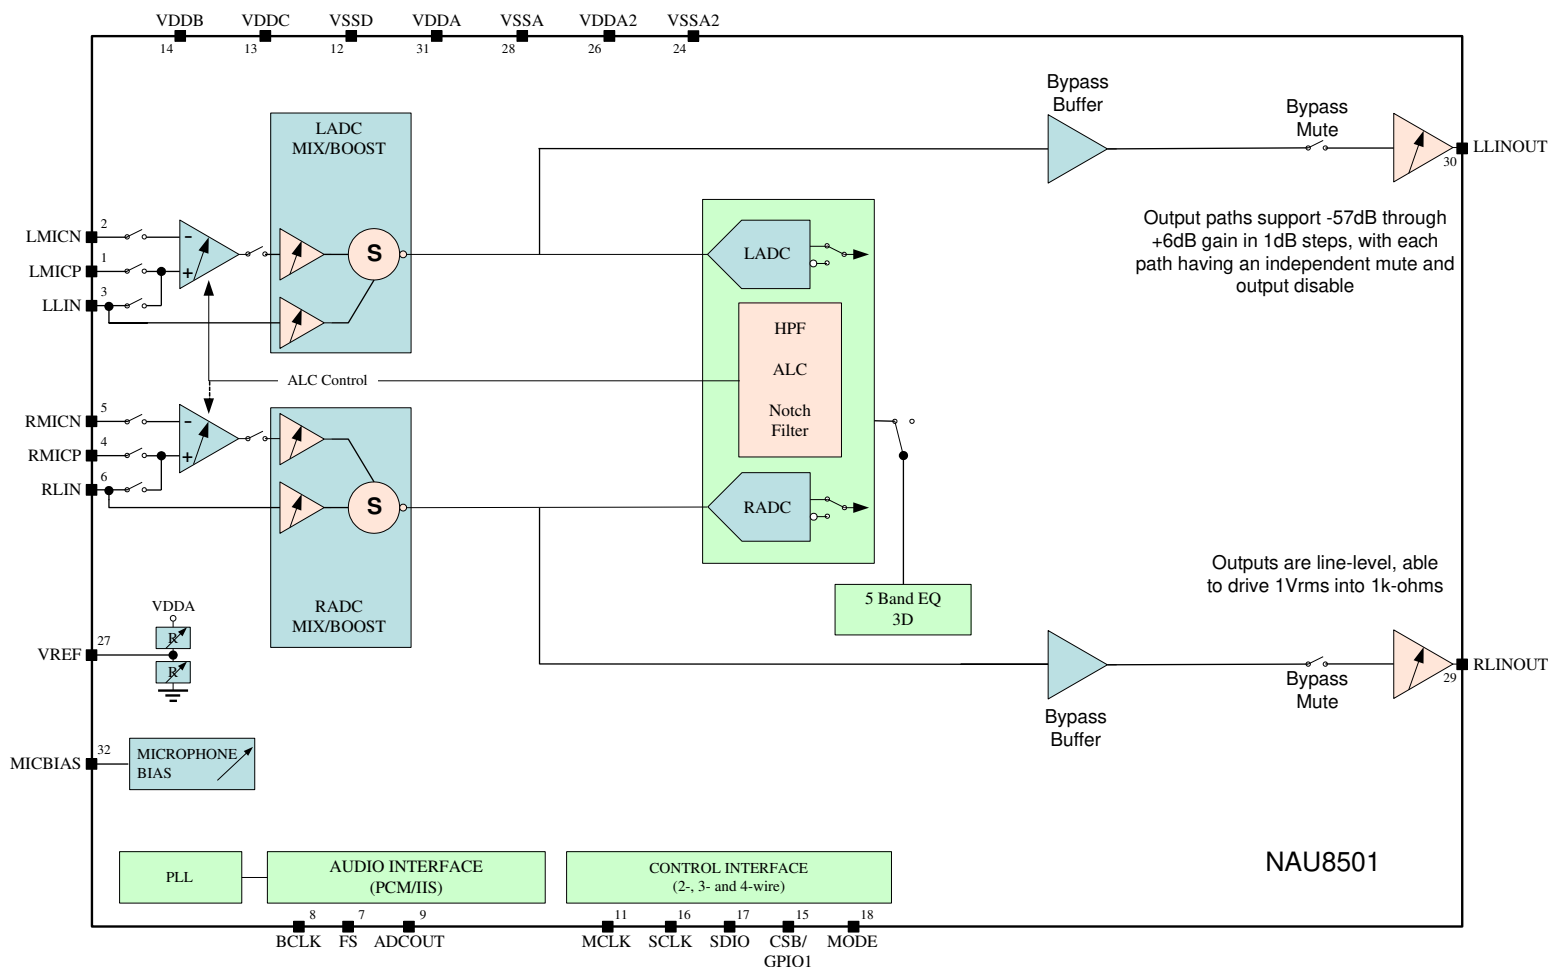 VDDB VDDC VSSD VDDA VSSA VDDA2 VSSA2
14 13 12 31 28 26 24
LADC
MIX/BOOST
Bypass
Buffer
Bypass
Mute
LLINOUT
30
Output paths support -57dB through
+6dB gain in 1dB steps, with each
path having an independent mute and
output disable
LMICN 2
-
LMICP 1
+
LLIN 3
S
LADC
HPF
ALC
Notch
Filter
ALC Control
RMICN 5
-
RMICP 4
+
RLIN 6
S
RADC
RADC
MIX/BOOST
5 Band EQ
3D
Outputs are line-level, able
to drive 1Vrms into 1k-ohms
VDDA
R
VREF 27
R
RLINOUT
29
Bypass
Mute
Bypass
Buffer
MICBIAS 32
MICROPHONE
BIAS
NAU8501
PLL
AUDIO INTERFACE
(PCM/IIS)
CONTROL INTERFACE
(2-, 3- and 4-wire)
8 7 9 11 16 17 15 18
BCLK FS ADCOUT MCLK SCLK SDIO CSB/ MODE
GPIO1